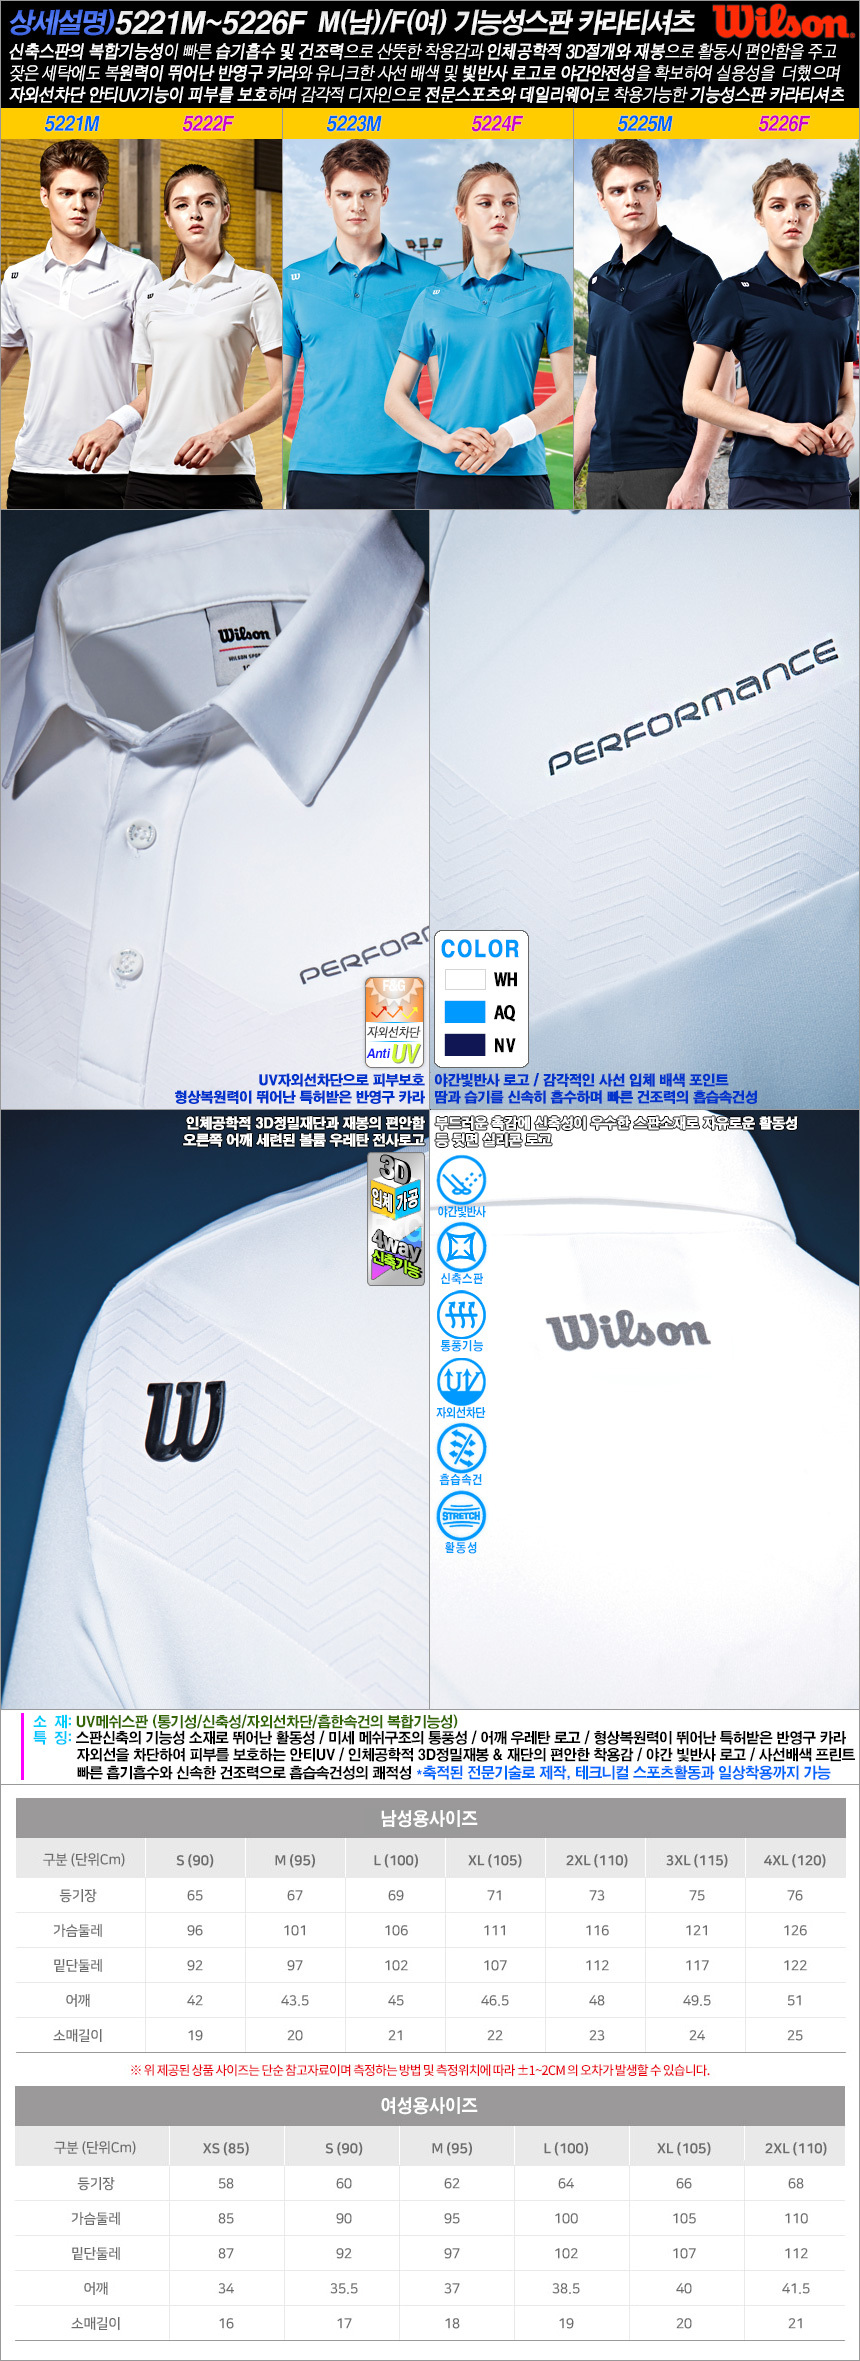 상세설명)5221M~5226F M(남)/F(여) 기능성스판 카라티셔츠 Wilson
신축스판의 복합기능성이 빠른 습기흡수 및 건조력으로 산뜻한 착용감과 인체공학적 3D절개와 재봉으로 활동시 편안함을 주고
잦은 세탁에도 복원력이 뛰어난 반영구 카라와 유니크한 사선 배색 및 빛반사 로고로 야간안전성을 확보하여 실용성을 더했으며
자외선차단 안티UV기능이 피부를 보호하며 감각적 디자인으로 전문스포츠와 데일리웨어로 착용가능한 기능성스판 카라티셔츠
5221M 5222F 5223M 5224F 5225M 5226F
Wilson
PERFORMANCE
PERFOR
F&G
자외선차단
Anti UV
COLOR
WH
AQ
NV
UV자외선차단으로 피부보호
형상복원력이 뛰어난 특허받은 반영구 카라
야간빛반사 로고 / 감각적인 사선 입체 배색 포인트
땀과 습기를 신속히 흡수하며 빠른 건조력의 흡습속건성
인체공학적 3D정밀재단과 재봉의 편안함
오른쪽 어깨 세련된 볼륨 우레탄 전사로고
부드러운 촉감에 신축성이 우수한 스판소재로 자유로운 활동성
등 뒷면 실리콘 로고
3D
입체 가공
4way
신축기능
야간빛반사
신축스판
통풍기능
UV
자외선차단
흡습속건
STRETCH
활동성
W
Wilson
소 재: UV메쉬스판 (통기성/신축성/자외선차단/흡한속건의 복합기능성)
특 징: 스판신축의 기능성 소재로 뛰어난 활동성 / 미세 메쉬구조의 통풍성 / 어깨 우레탄 로고 / 형상복원력이 뛰어난 특허받은 반영구 카라
자외선을 차단하여 피부를 보호하는 안티UV / 인체공학적 3D정밀재봉 & 재단의 편안한 착용감 / 야간 빛반사 로고 / 사선배색 프린트
빠른 흡기흡수와 신속한 건조력으로 흡습속건성의 쾌적성 *축적된 전문기술로 제작, 테크니컬 스포츠활동과 일상착용까지 가능
남성용사이즈
구분 (단위Cm) S (90) M (95) L (100) XL (105) 2XL (110) 3XL (115) 4XL (120)
등기장 65 67 69 71 73 75 76
가슴둘레 96 101 106 111 116 121 126
밑단둘레 92 97 102 107 112 117 122
어깨 42 43.5 45 46.5 48 49.5 51
소매길이 19 20 21 22 23 24 25
※ 위 제공된 상품 사이즈는 단순 참고자료이며 측정하는 방법 및 측정위치에 따라 ±1~2CM 의 오차가 발생할 수 있습니다.
여성용사이즈
구분 (단위Cm) XS (85) S (90) M (95) L (100) XL (105) 2XL (110)
등기장 58 60 62 64 66 68
가슴둘레 85 90 95 100 105 110
밑단둘레 87 92 97 102 107 112
어깨 34 35.5 37 38.5 40 41.5
소매길이 16 17 18 19 20 21